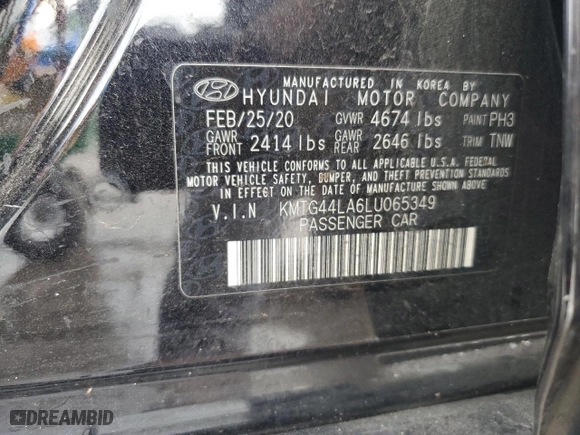 MANUFACTURED IN KOREA BY
HYUNDAI MOTOR COMPANY
FEB/25/20 GVWR 4674 lbs PAINT PH3
GAWR FRONT 2414 lbs GAWR REAR 2646 lbs TRIM TNW
THIS VEHICLE CONFORMS TO ALL APPLICABLE U.S.A. FEDERAL
MOTOR VEHICLE SAFETY, BUMPER, AND THEFT PREVENTION STANDARDS
IN EFFECT ON THE DATE OF MANUFACTURE SHOWN ABOVE.
V.I.N KMTG44LA6LU065349
PASSENGER CAR
DREAMBID